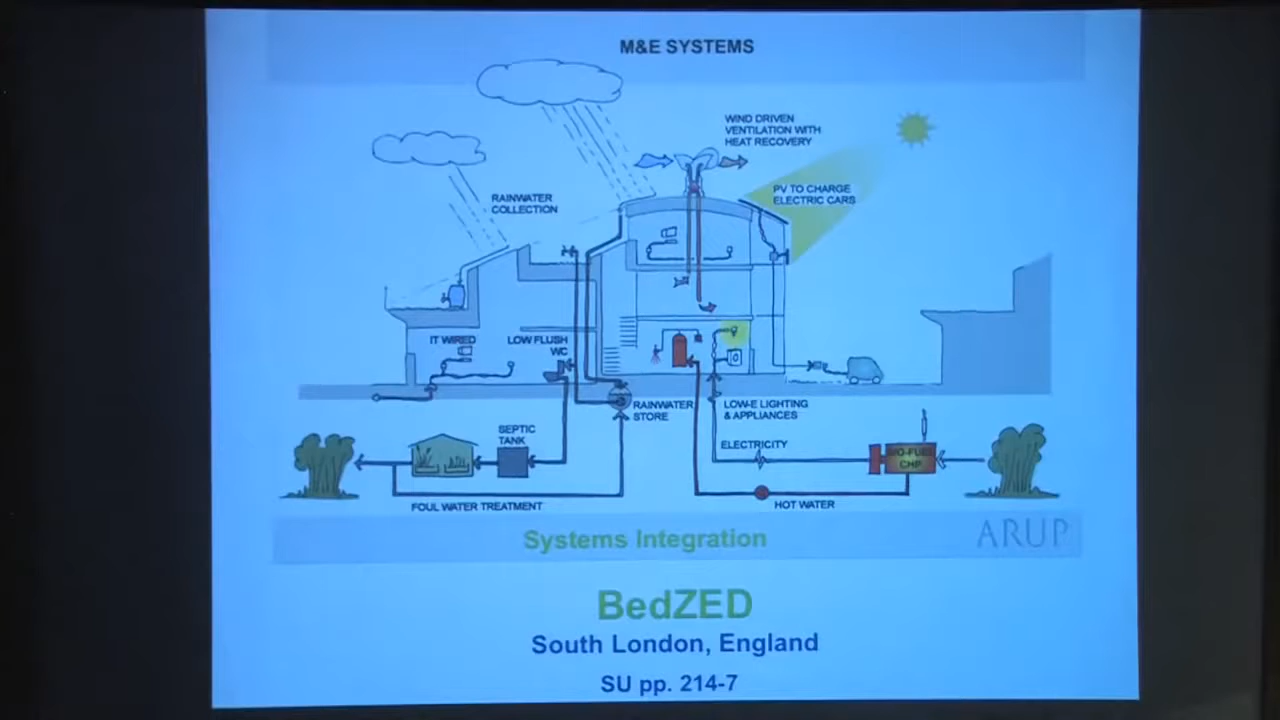 M&E SYSTEMS
WIND DRIVEN
VENTILATION WITH
HEAT RECOVERY
PV TO CHARGE
ELECTRIC CARS
RAINWATER
COLLECTION
IT WIRED
LOW FLUSH
WC
RAINWATER
STORE
LOW-E LIGHTING
& APPLIANCES
SEPTIC
TANK
ELECTRICITY
CHP
FOUL WATER TREATMENT
HOT WATER
Systems Integration
ARUP
BedZED
South London, England
SU pp. 214-7